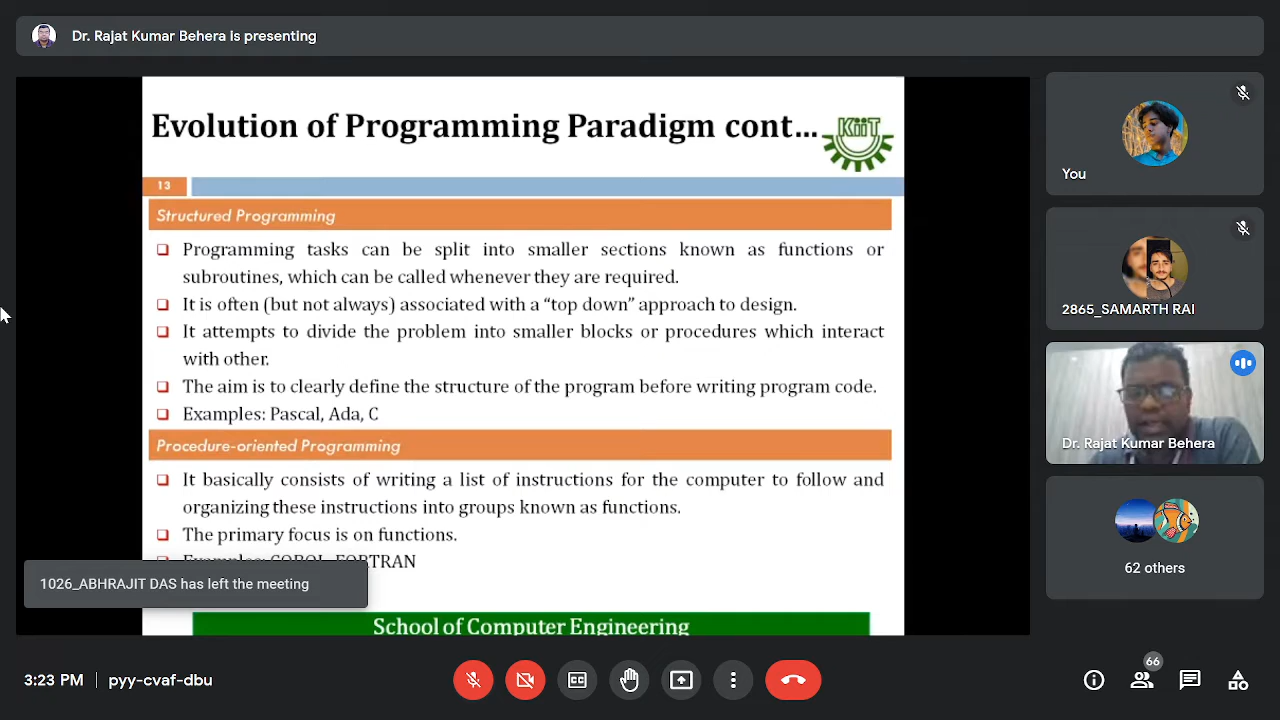 Dr. Rajat Kumar Behera is presenting
Evolution of Programming Paradigm cont...
KiiT
13
Structured Programming
Programming tasks can be split into smaller sections known as functions or
subroutines, which can be called whenever they are required.
It is often (but not always) associated with a “top down” approach to design.
It attempts to divide the problem into smaller blocks or procedures which interact
with other.
The aim is to clearly define the structure of the program before writing program code.
Examples: Pascal, Ada, C
Procedure-oriented Programming
It basically consists of writing a list of instructions for the computer to follow and
organizing these instructions into groups known as functions.
The primary focus is on functions.
Examples: COBOL, FORTRAN
School of Computer Engineering
1026_ABHRAJIT DAS has left the meeting
You
2865_SAMARTH RAI
Dr. Rajat Kumar Behera
62 others
3:23 PM | pyy-cvaf-dbu
CC
66